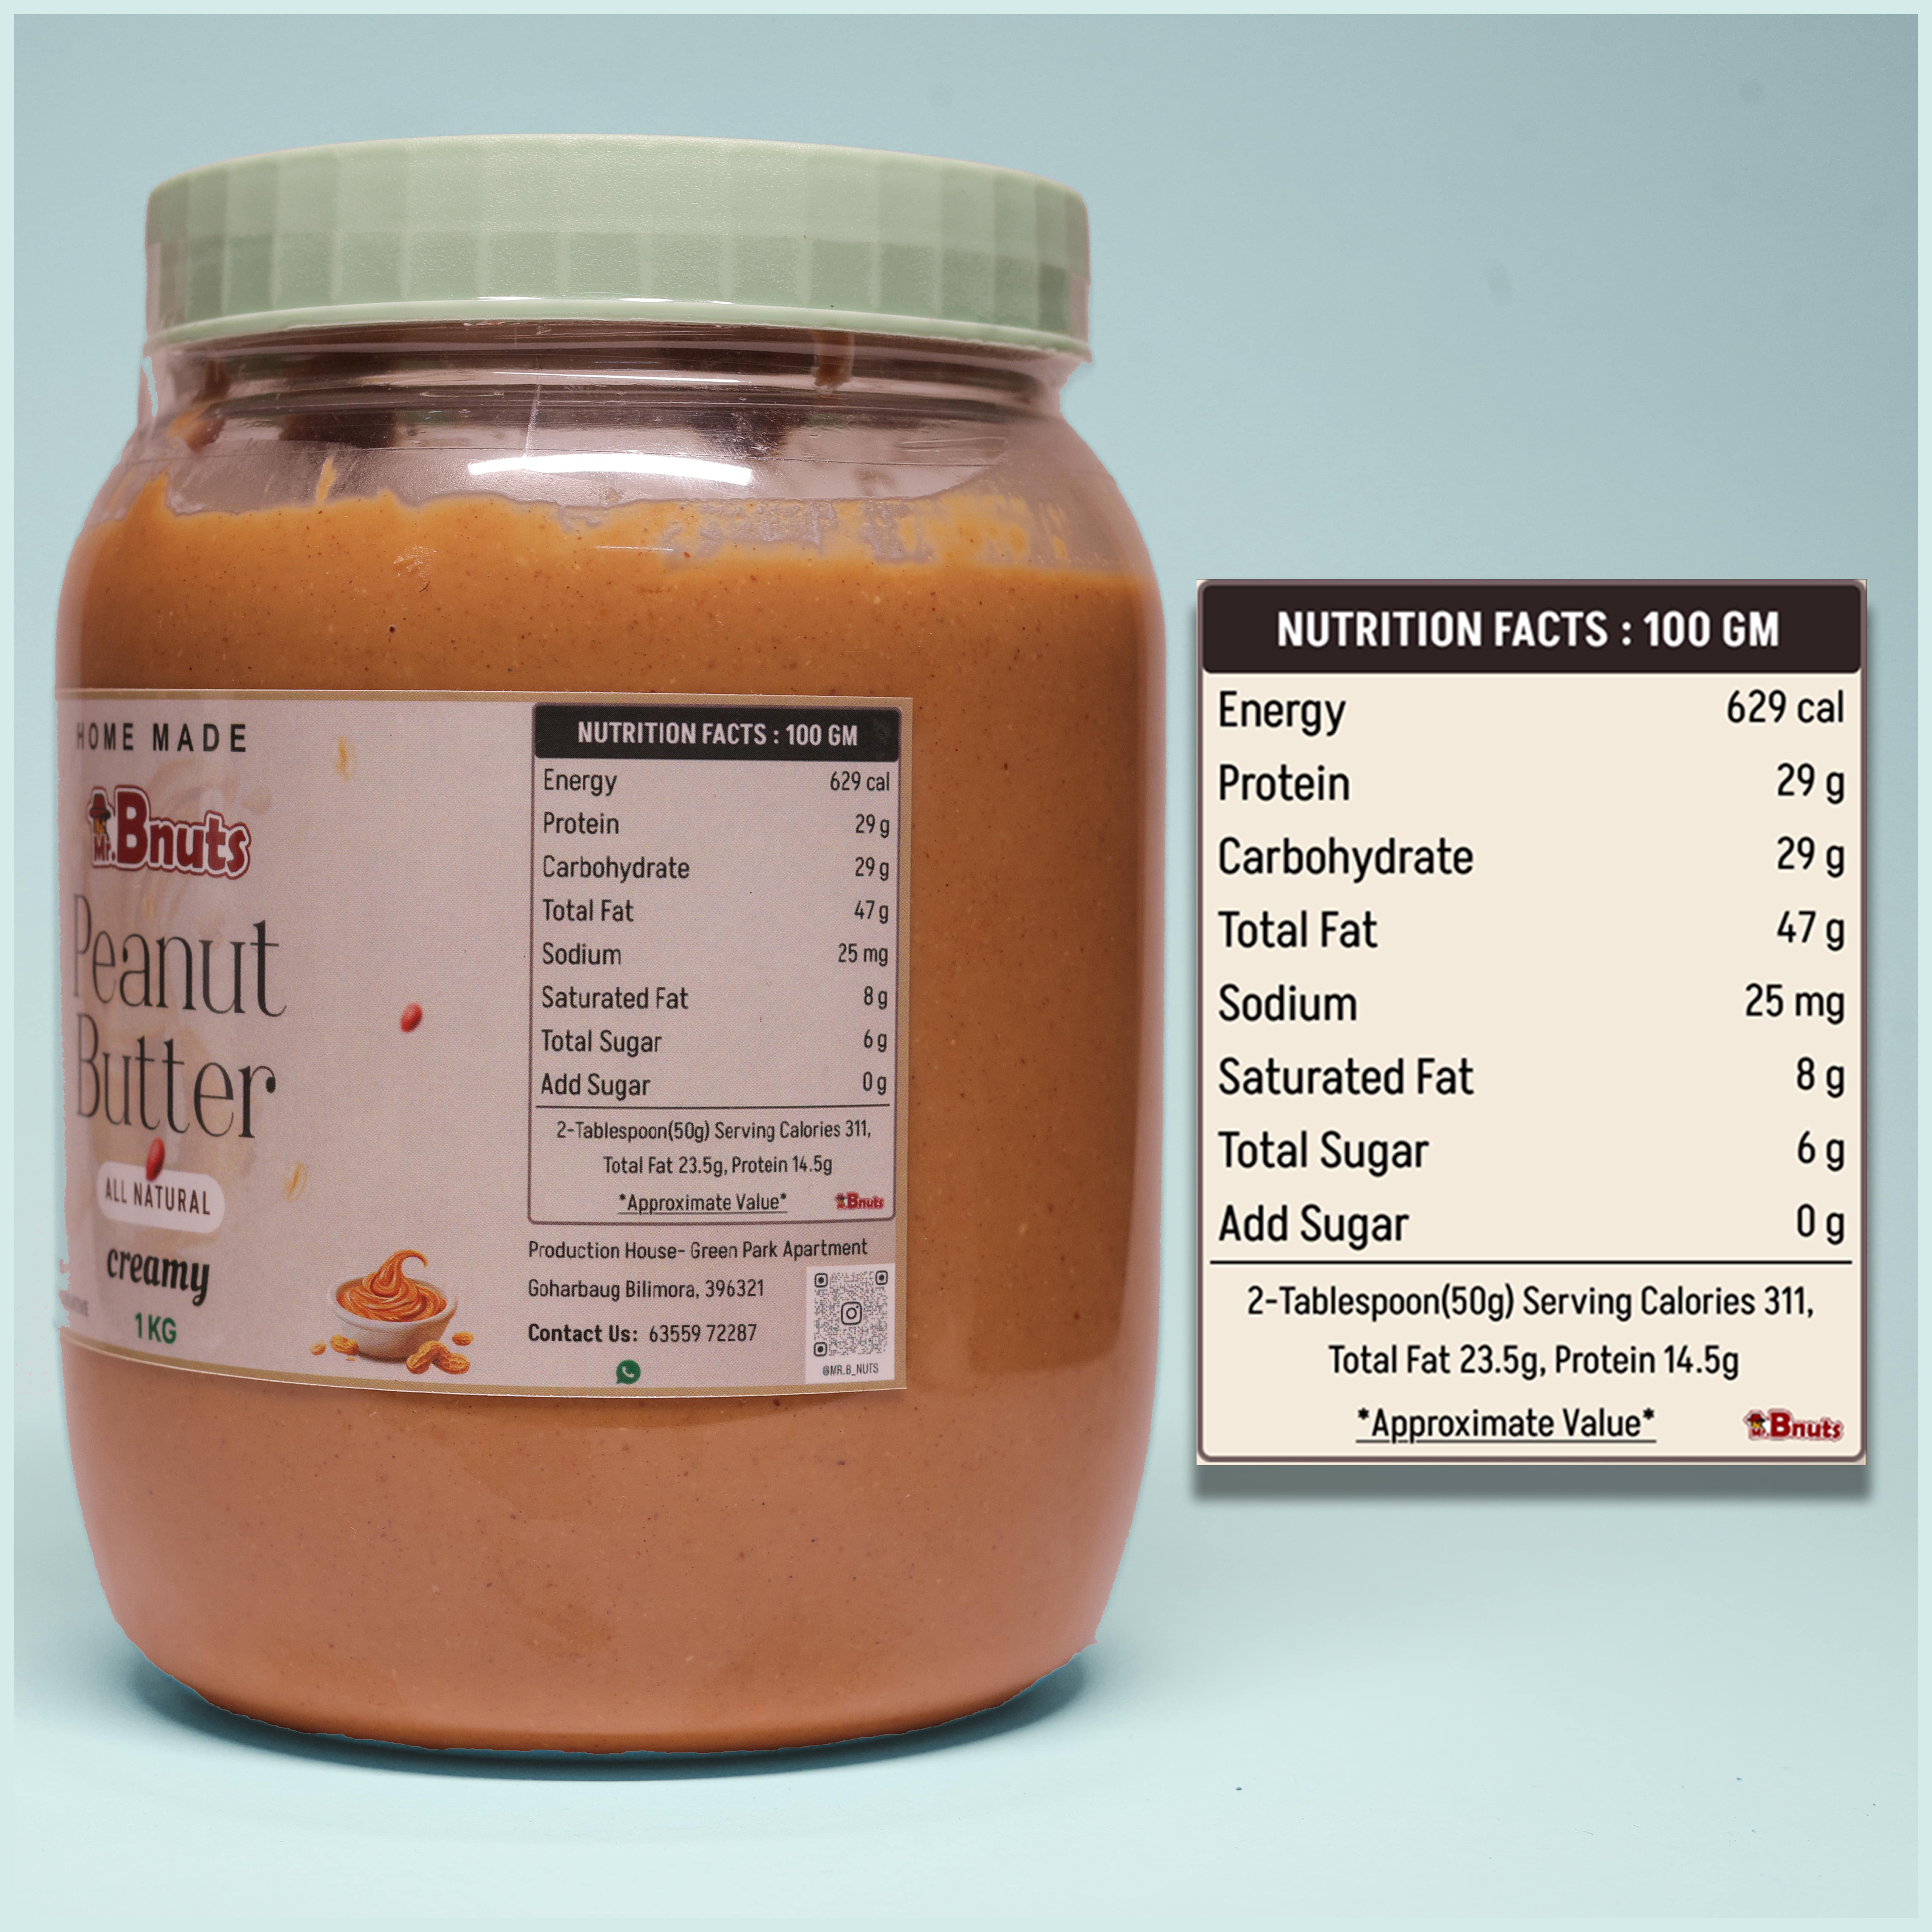 HOME MADE
Mr.Bnuts
Peanut
Butter
ALL NATURAL
creamy
1 KG
NUTRITION FACTS : 100 GM
Energy 629 cal
Protein 29 g
Carbohydrate 29 g
Total Fat 47 g
Sodium 25 mg
Saturated Fat 8 g
Total Sugar 6 g
Add Sugar 0 g
2-Tablespoon(50g) Serving Calories 311,
Total Fat 23.5g, Protein 14.5g
*Approximate Value* Mr.Bnuts
Production House- Green Park Apartment
Goharbaug Bilimora, 396321
Contact Us: 63559 72287
@MR.B_NUTS
NUTRITION FACTS : 100 GM
Energy 629 cal
Protein 29 g
Carbohydrate 29 g
Total Fat 47 g
Sodium 25 mg
Saturated Fat 8 g
Total Sugar 6 g
Add Sugar 0 g
2-Tablespoon(50g) Serving Calories 311,
Total Fat 23.5g, Protein 14.5g
*Approximate Value* Mr.Bnuts